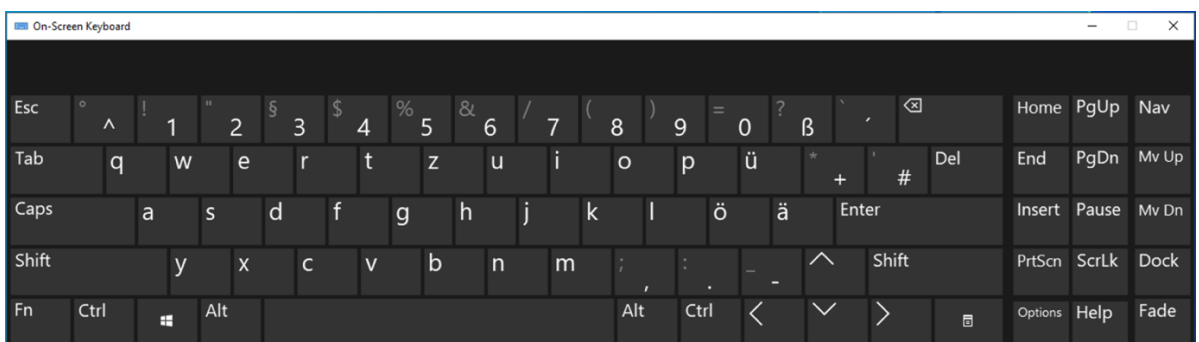 On-Screen Keyboard
Esc ° ^ ! 1 " 2 § 3 $ 4 % 5 & 6 / 7 ( 8 ) 9 = 0 ? ß ` ´ Home PgUp Nav
Tab q w e r t z u i o p ü * + ' # Del End PgDn Mv Up
Caps a s d f g h j k l ö ä Enter Insert Pause Mv Dn
Shift y x c v b n m ; , : . _ - Shift PrtScn ScrLk Dock
Fn Ctrl Alt Alt Ctrl Options Help Fade